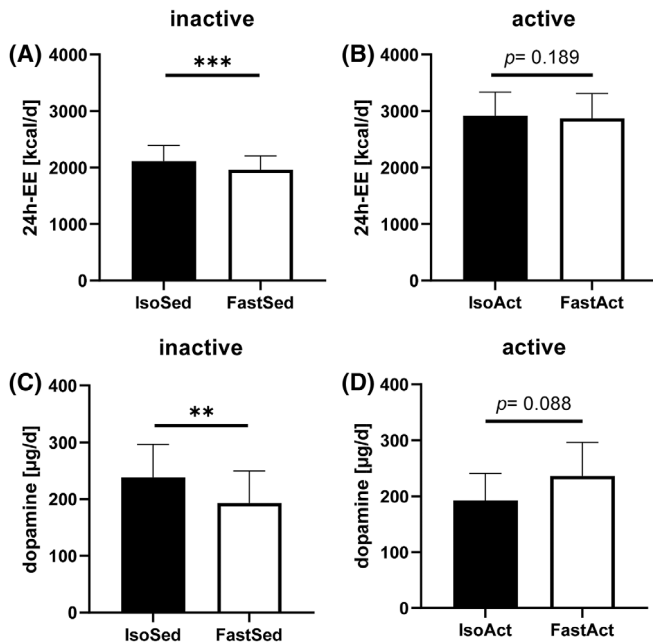 inactive
(A)
***
24h-EE [kcal/d]
4000
3000
2000
1000
0
IsoSed
FastSed
active
(B)
p= 0.189
24h-EE [kcal/d]
4000
3000
2000
1000
0
IsoAct
FastAct
inactive
(C)
**
dopamine [µg/d]
400
300
200
100
0
IsoSed
FastSed
active
(D)
p= 0.088
dopamine [µg/d]
400
300
200
100
0
IsoAct
FastAct